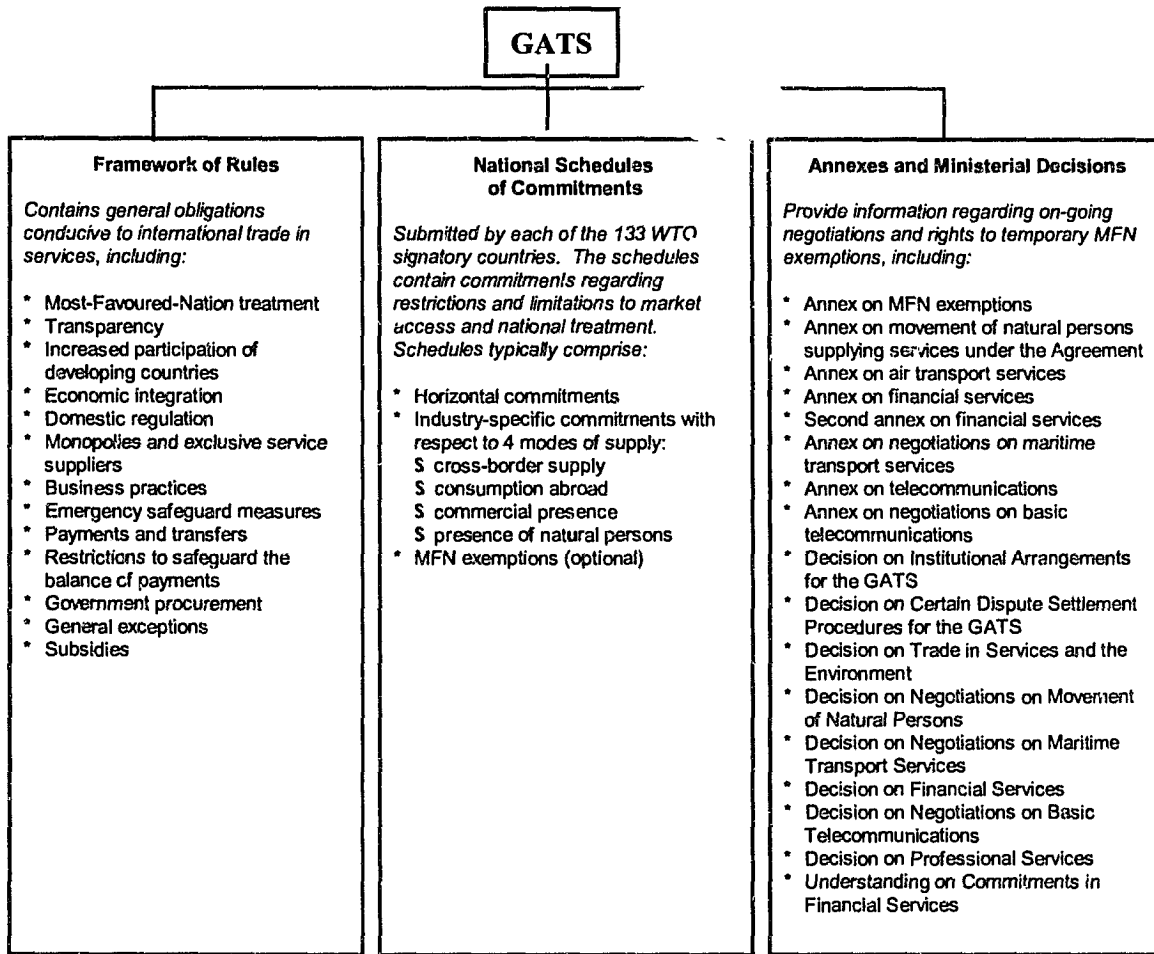 GATS
Framework of Rules
Contains general obligations
conducive to international trade in
services, including:
* Most-Favoured-Nation treatment
* Transparency
* Increased participation of
developing countries
* Economic integration
* Domestic regulation
* Monopolies and exclusive service
suppliers
* Business practices
* Emergency safeguard measures
* Payments and transfers
* Restrictions to safeguard the
balance of payments
* Government procurement
* General exceptions
* Subsidies
National Schedules
of Commitments
Submitted by each of the 133 WTO
signatory countries. The schedules
contain commitments regarding
restrictions and limitations to market
access and national treatment.
Schedules typically comprise:
* Horizontal commitments
* Industry-specific commitments with
respect to 4 modes of supply:
S cross-border supply
S consumption abroad
S commercial presence
S presence of natural persons
* MFN exemptions (optional)
Annexes and Ministerial Decisions
Provide information regarding on-going
negotiations and rights to temporary MFN
exemptions, including:
* Annex on MFN exemptions
* Annex on movement of natural persons
supplying services under the Agreement
* Annex on air transport services
* Annex on financial services
* Second annex on financial services
* Annex on negotiations on maritime
transport services
* Annex on telecommunications
* Annex on negotiations on basic
telecommunications
* Decision on Institutional Arrangements
for the GATS
* Decision on Certain Dispute Settlement
Procedures for the GATS
* Decision on Trade in Services and the
Environment
* Decision on Negotiations on Movement
of Natural Persons
* Decision on Negotiations on Maritime
Transport Services
* Decision on Financial Services
* Decision on Negotiations on Basic
Telecommunications
* Decision on Professional Services
* Understanding on Commitments in
Financial Services